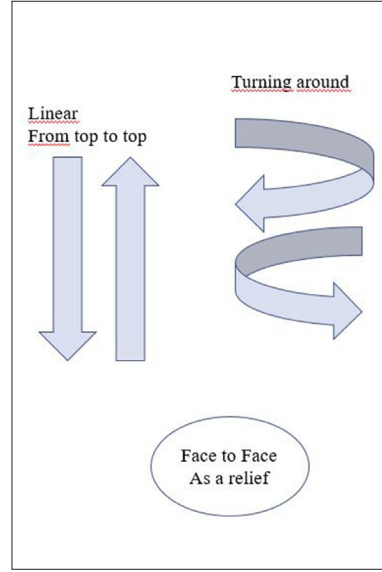 Turning around
Linear
From top to top
Face to Face
As a relief